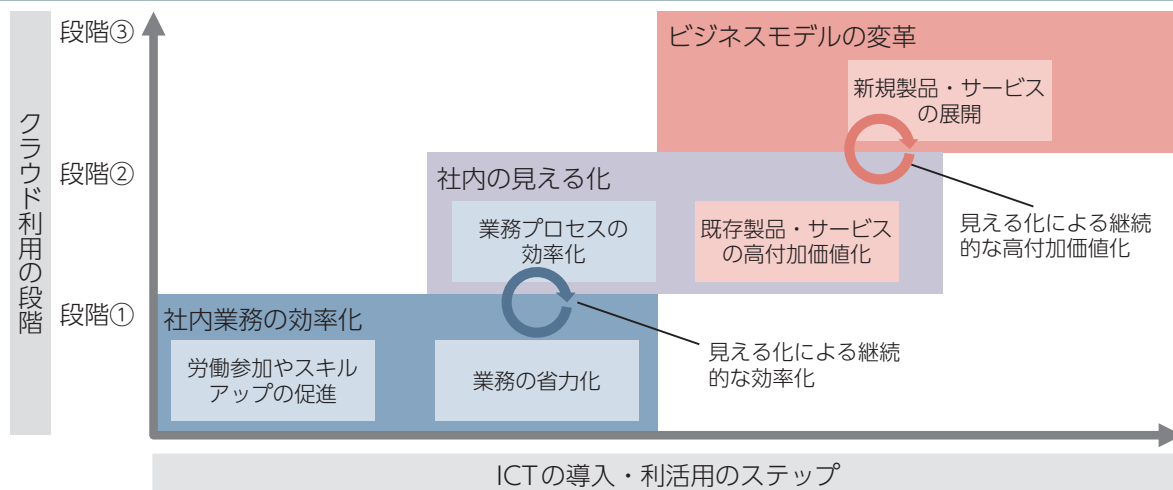 クラウド利用の段階
段階③
段階②
段階①
ビジネスモデルの変革
新規製品・サービス
の展開
社内の見える化
業務プロセスの
効率化
既存製品・サービス
の高付加価値化
見える化による継続
的な高付加価値化
社内業務の効率化
労働参加やスキル
アップの促進
業務の省力化
見える化による継続
的な効率化
ICTの導入・利活用のステップ